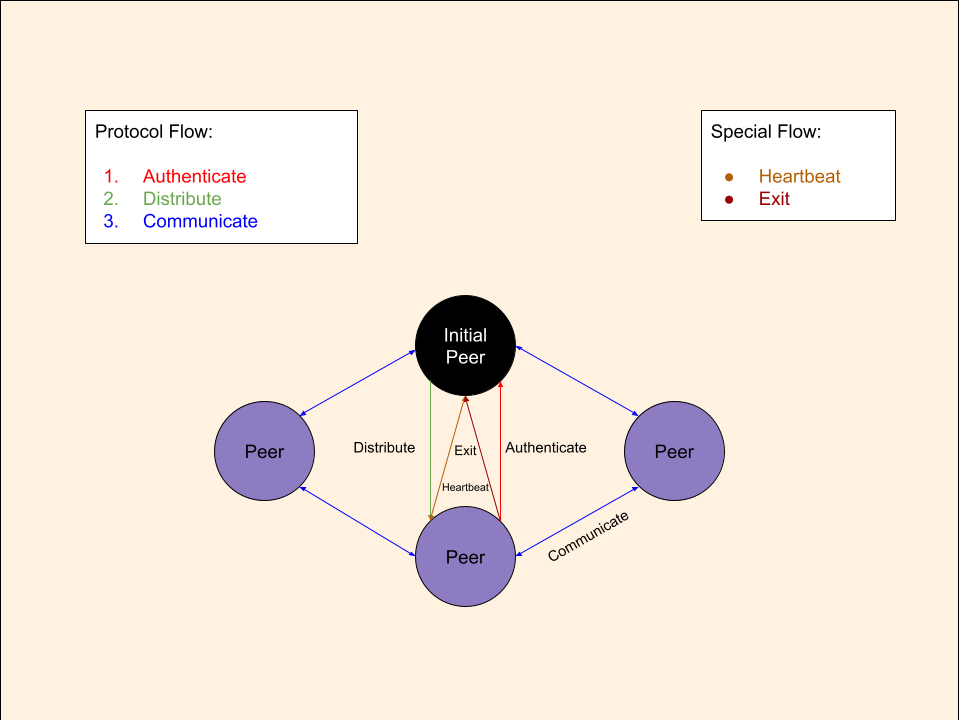 Protocol Flow:
1. Authenticate
2. Distribute
3. Communicate
Special Flow:
● Heartbeat
● Exit
Initial
Peer
Distribute
Exit
Authenticate
Peer
Peer
Heartbeat
Communicate
Peer